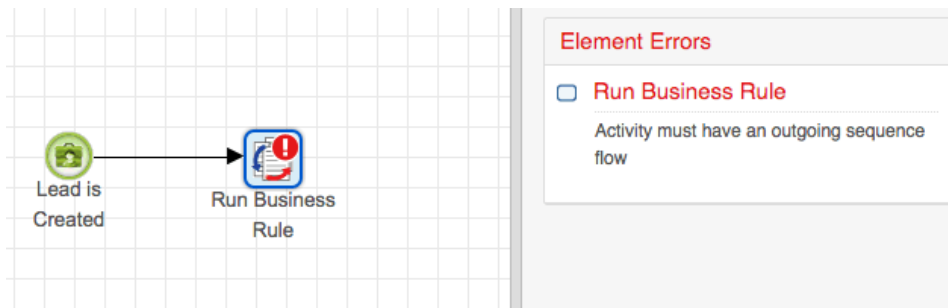 Element Errors
Run Business Rule
Activity must have an outgoing sequence
flow
Lead is
Created
Run Business
Rule